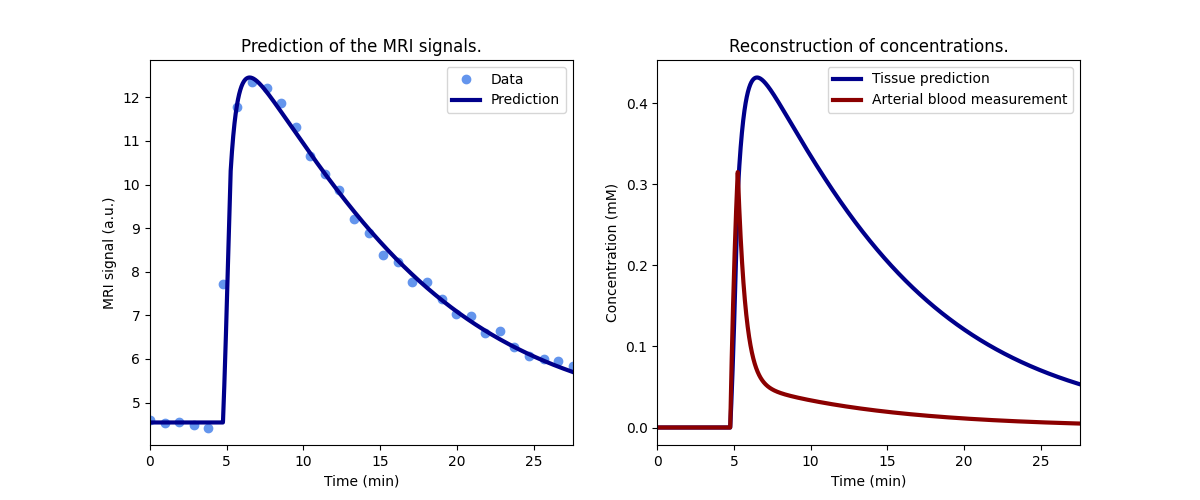 Prediction of the MRI signals.
MRI signal (a.u.)
12
11
10
9
8
7
6
5
0
5
10
15
20
25
Time (min)
Data
Prediction
Reconstruction of concentrations.
Concentration (mM)
0.4
0.3
0.2
0.1
0.0
0
5
10
15
20
25
Time (min)
Tissue prediction
Arterial blood measurement